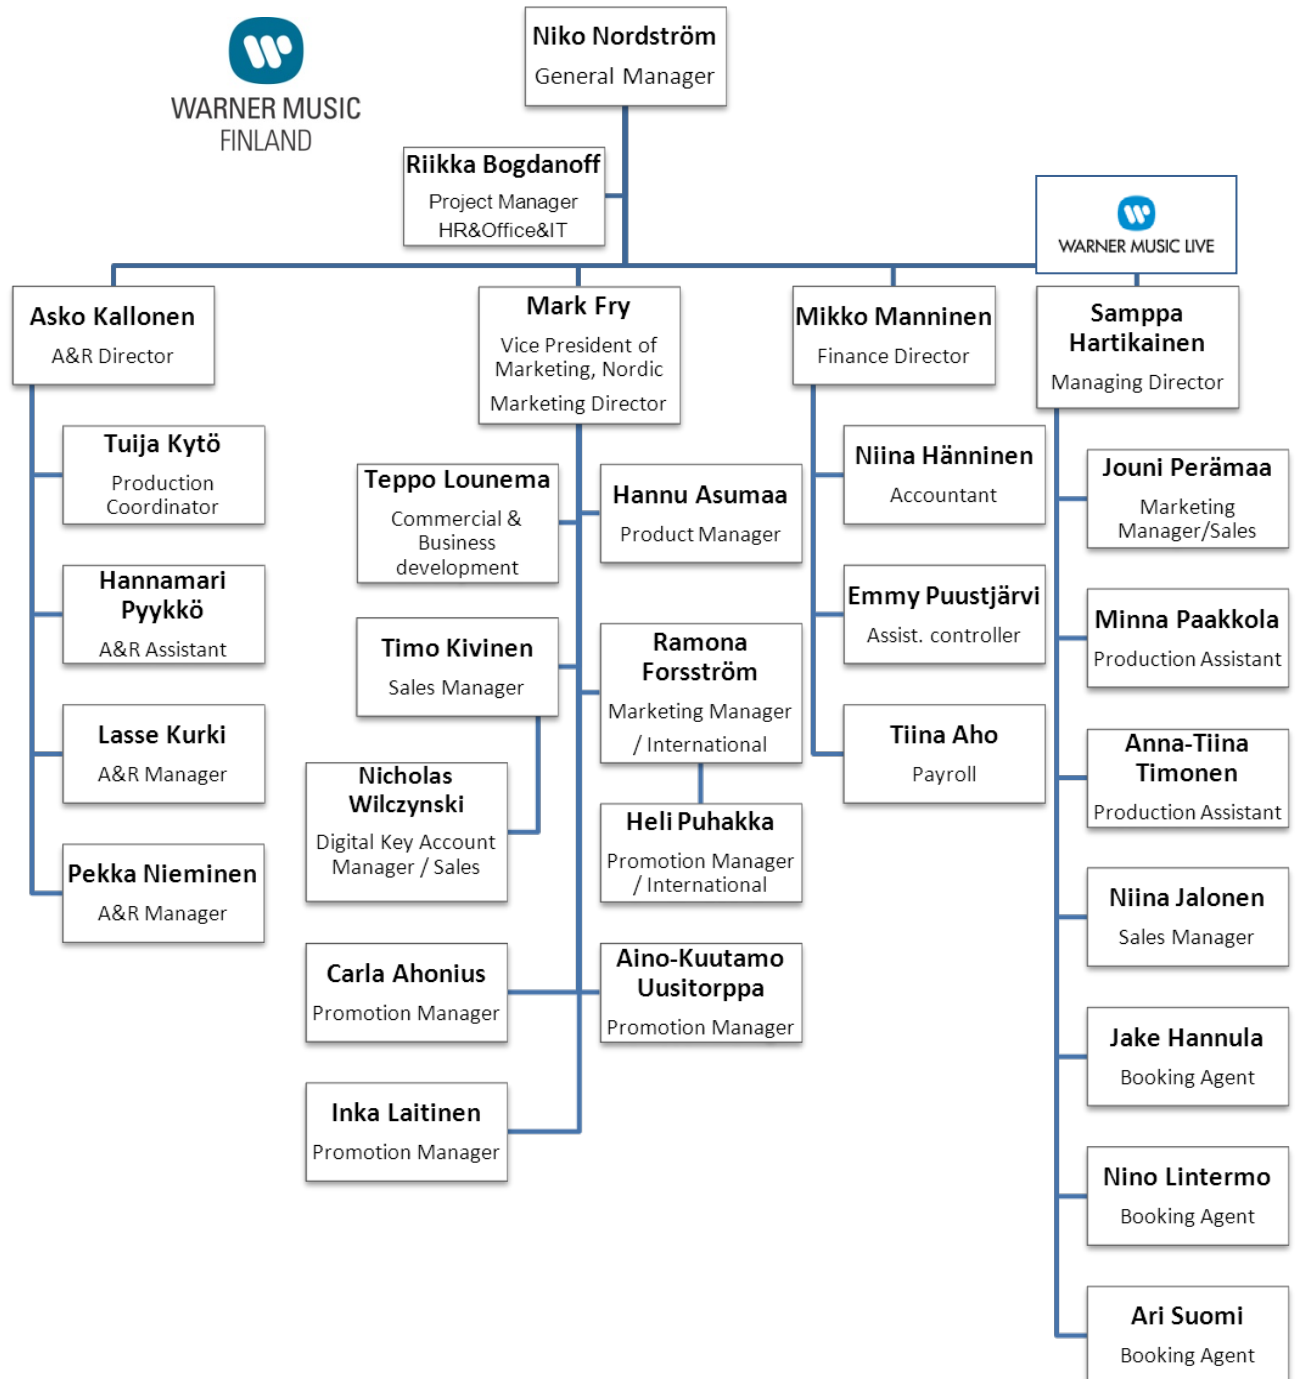 WARNER MUSIC
FINLAND
Niko Nordström
General Manager
Riikka Bogdanoff
Project Manager
HR&Office&IT
WARNER MUSIC LIVE
Asko Kallonen
A&R Director
Tuija Kytö
Production
Coordinator
Hannamari
Pyykkö
A&R Assistant
Lasse Kurki
A&R Manager
Pekka Nieminen
A&R Manager
Mark Fry
Vice President of
Marketing, Nordic
Marketing Director
Teppo Lounema
Commercial &
Business
development
Hannu Asumaa
Product Manager
Timo Kivinen
Sales Manager
Nicholas
Wilczynski
Digital Key Account
Manager / Sales
Ramona
Forsström
Marketing Manager
/ International
Heli Puhakka
Promotion Manager
/ International
Carla Ahonius
Promotion Manager
Aino-Kuutamo
Uusitorppa
Promotion Manager
Inka Laitinen
Promotion Manager
Mikko Manninen
Finance Director
Niina Hänninen
Accountant
Emmy Puustjärvi
Assist. controller
Tiina Aho
Payroll
Samppa
Hartikainen
Managing Director
Jouni Perämaa
Marketing
Manager/Sales
Minna Paakkola
Production Assistant
Anna-Tiina
Timonen
Production Assistant
Niina Jalonen
Sales Manager
Jake Hannula
Booking Agent
Nino Lintermo
Booking Agent
Ari Suomi
Booking Agent